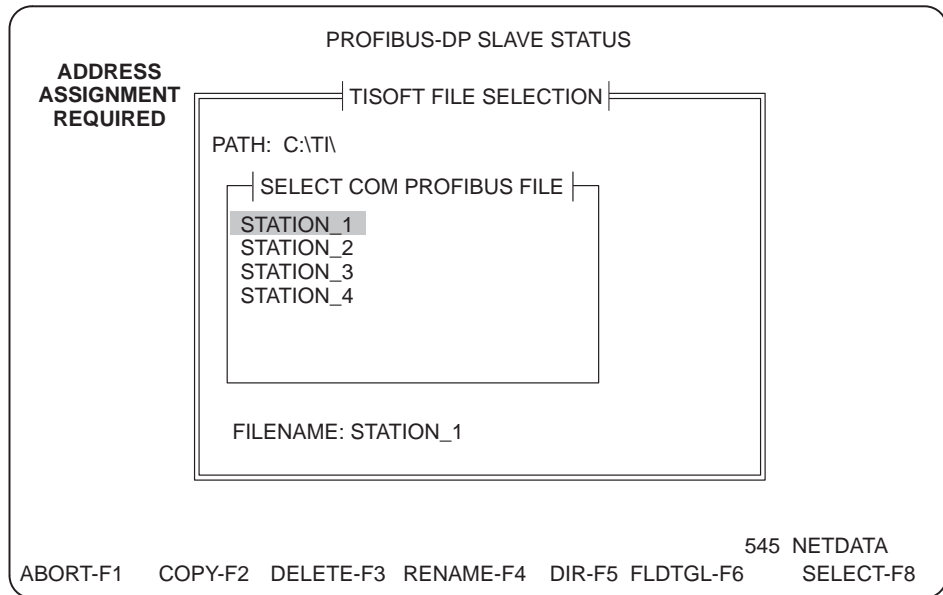 PROFIBUS-DP SLAVE STATUS
ADDRESS
ASSIGNMENT
REQUIRED
TISOFT FILE SELECTION
PATH: C:\TI\
SELECT COM PROFIBUS FILE
STATION_1
STATION_2
STATION_3
STATION_4
FILENAME: STATION_1
545 NETDATA
ABORT-F1 COPY-F2 DELETE-F3 RENAME-F4 DIR-F5 FLDTGL-F6 SELECT-F8